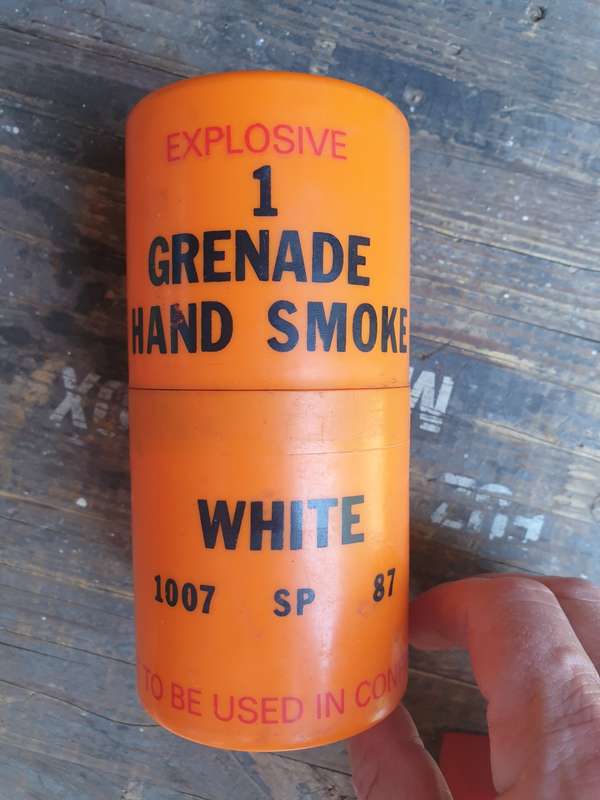 EXPLOSIVE
1
GRENADE
HAND SMOKE
WHITE
1007 SP 87
TO BE USED IN